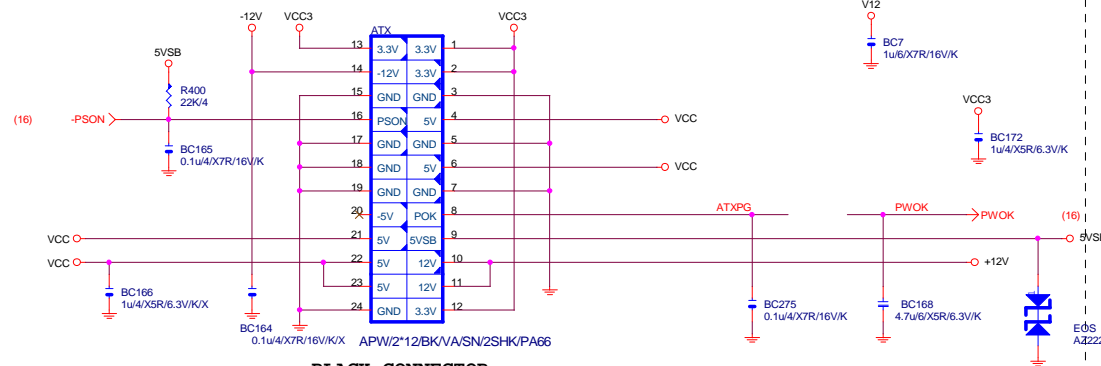 -12V
VCC3
VCC3
V12
ATX
5VSB
13 3.3V 3.3V 1
14 -12V 3.3V 2
15 GND GND 3
16 PSON 5V 4
17 GND GND 5
18 GND 5V 6
19 GND GND 7
20 -5V POK 8
21 5V 5VSB 9
22 5V 12V 10
23 5V 12V 11
24 GND 3.3V 12
BC7
1u/6/X7R/16V/K
R400
22K/4
VCC3
(16) -PSON
VCC
BC165
0.1u/4/X7R/16V/K
BC172
1u/4/X5R/6.3V/K
VCC
ATXPG
PWOK
PWOK
(16)
VCC
VCC
+12V
BC166
1u/4/X5R/6.3V/K/X
BC164
0.1u/4/X7R/16V/K/X
BC275
0.1u/4/X7R/16V/K
BC168
4.7u/6/X5R/6.3V/K
EOS
APW/2*12/BK/VA/SN/2SHK/PA66